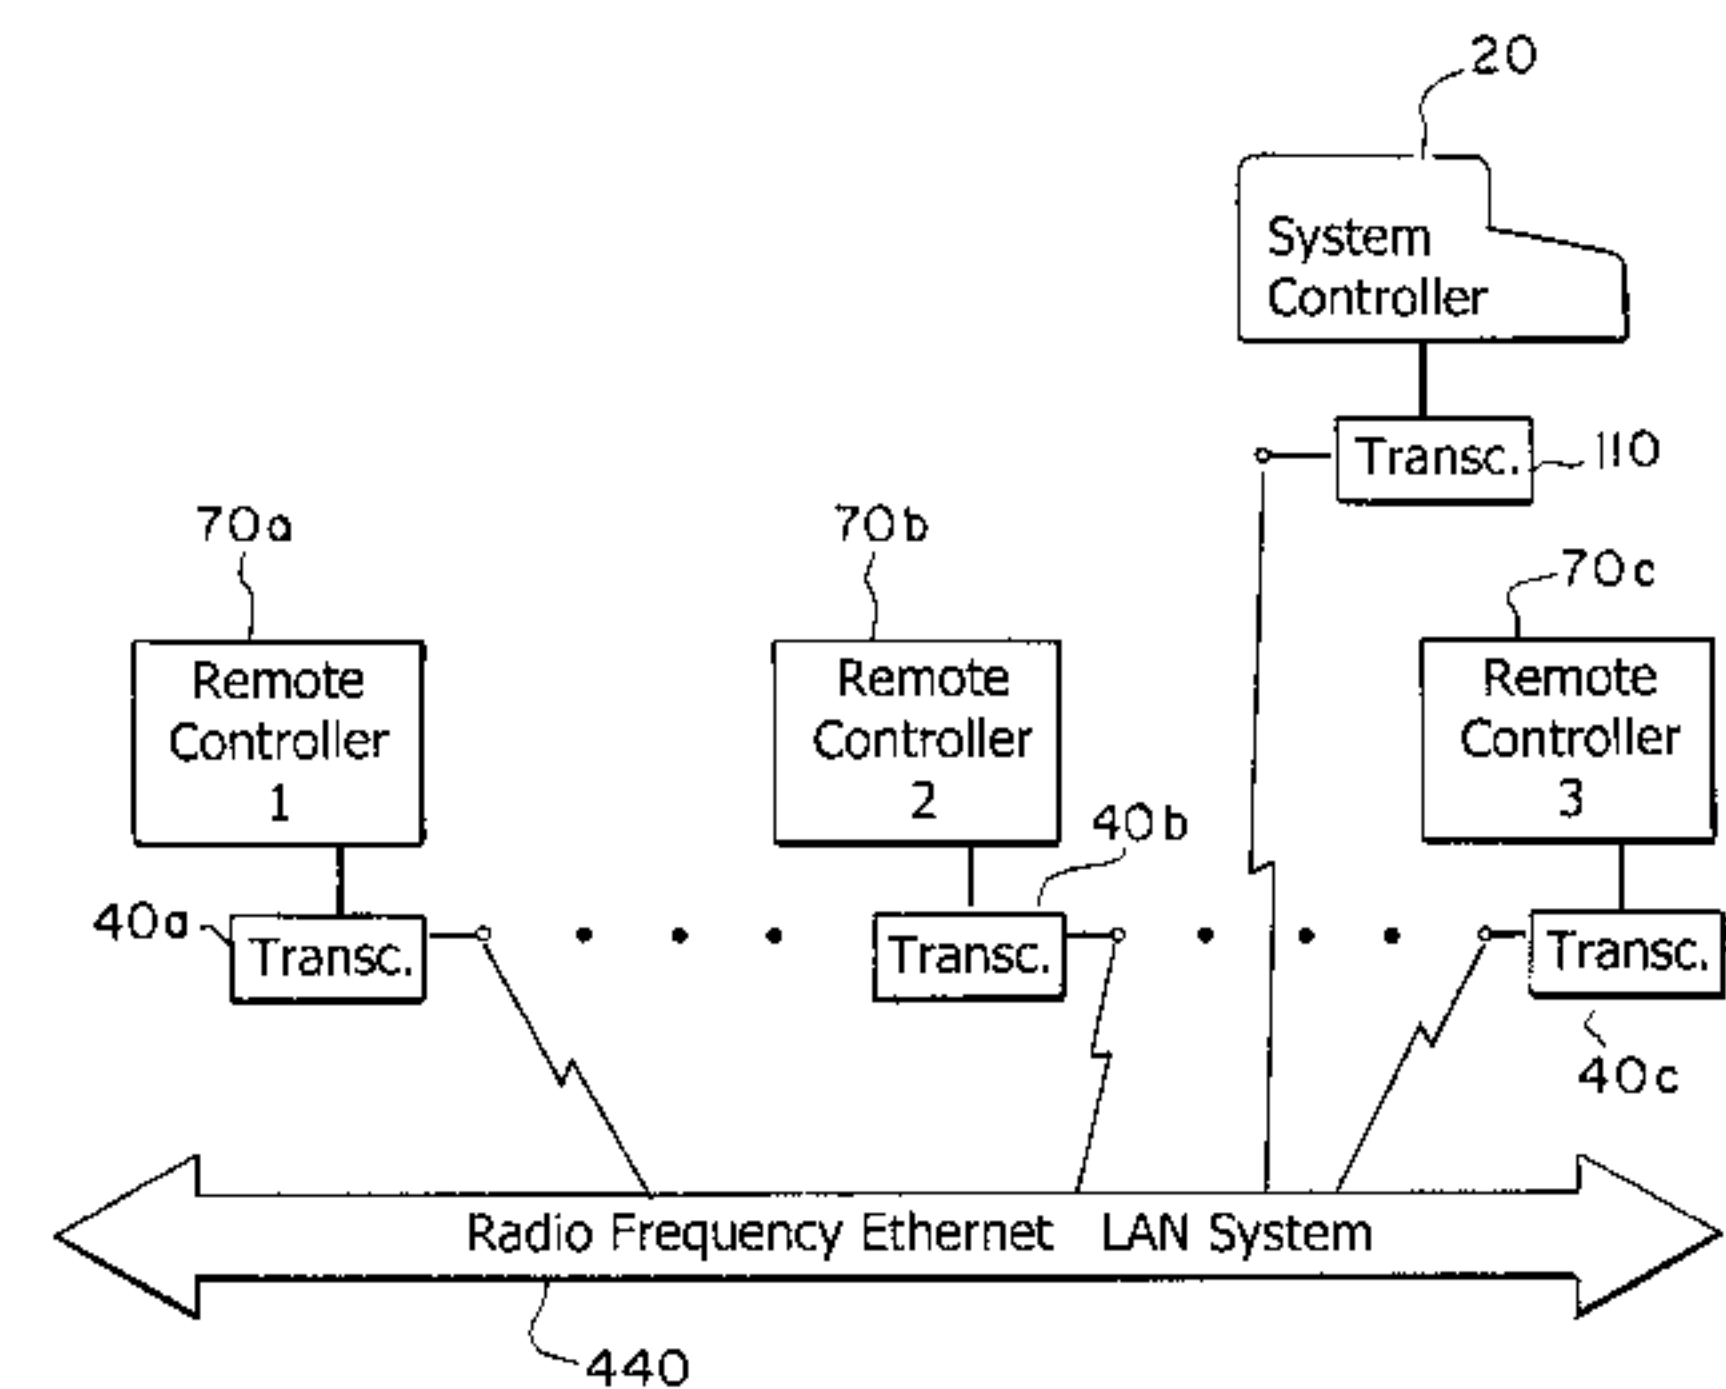 20
System
Controller
Transc.
110
70a
70b
70c
Remote
Controller
1
Remote
Controller
2
Remote
Controller
3
40a
Transc.
40b
Transc.
Transc.
40c
Radio Frequency Ethernet LAN System
440